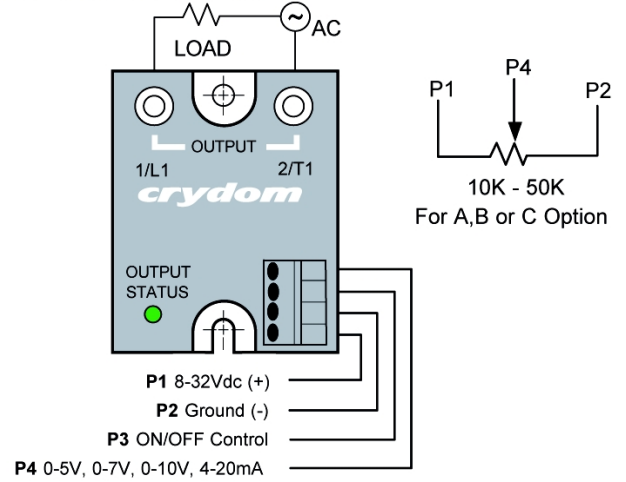 AC
LOAD
OUTPUT
1/L1
2/T1
crydom
OUTPUT
STATUS
P1 8-32Vdc (+)
P2 Ground (-)
P3 ON/OFF Control
P4 0-5V, 0-7V, 0-10V, 4-20mA
P4
P1
P2
10K - 50K
For A,B or C Option